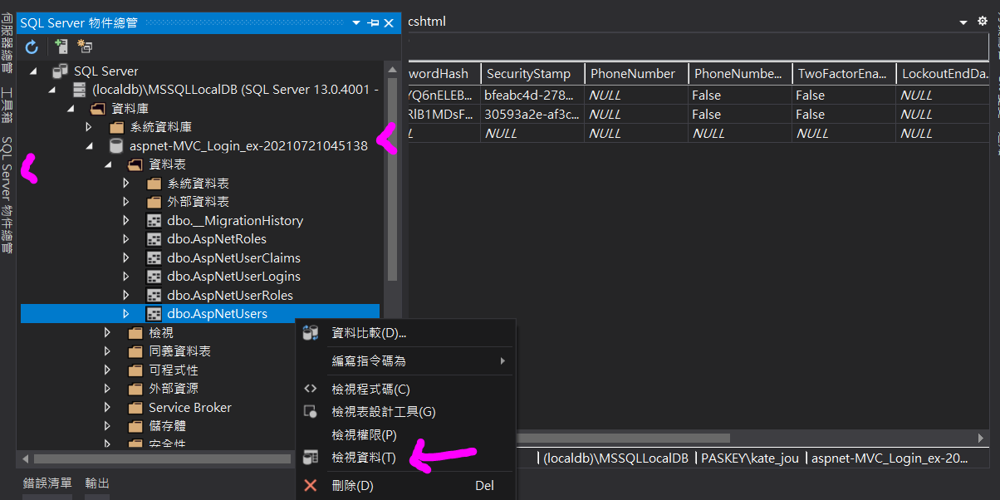 伺服器總管
工具箱
SQL Server 物件總管
SQL Server 物件總管
SQL Server
(localdb)\MSSQLLocalDB (SQL Server 13.0.4001 -
資料庫
系統資料庫
aspnet-MVC_Login_ex-20210721045138
資料表
系統資料表
外部資料表
dbo.__MigrationHistory
dbo.AspNetRoles
dbo.AspNetUserClaims
dbo.AspNetUserLogins
dbo.AspNetUserRoles
dbo.AspNetUsers
檢視
同義資料表
可程式性
外部資源
Service Broker
儲存體
安全性
錯誤清單 輸出
資料比較(D)...
編寫指令碼為
檢視程式碼(C)
檢視表設計工具(G)
檢視權限(P)
檢視資料(T)
刪除(D) Del
cshtml
wordHash SecurityStamp PhoneNumber PhoneNumbe... TwoFactorEna... LockoutEndDa...
YQ6nELEB... bfeabc4d-278... NULL False False NULL
RlB1MDsF... 30593a2e-af3c... NULL False False NULL
L NULL NULL NULL NULL NULL
(localdb)\MSSQLLocalDB PASKEY\kate_jou aspnet-MVC_Login_ex-20...